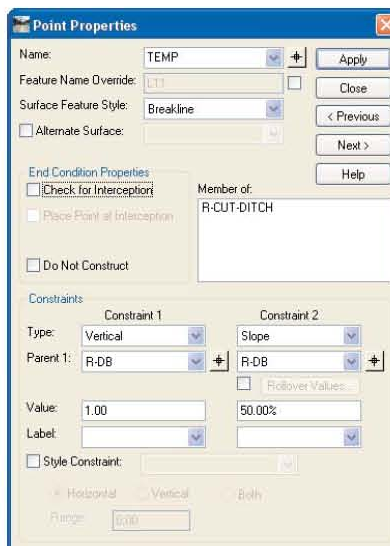 Point Properties
Name: TEMP Apply
Feature Name Override: LT1 Close
Surface Feature Style: Breakline < Previous
Alternate Surface: Next >
Help
End Condition Properties
Check for Interception
Place Point at Interception
Do Not Construct
Member of:
R-CUT-DITCH
Constraints
Constraint 1 Constraint 2
Type: Vertical Slope
Parent 1: R-DB R-DB
Rollover Values...
Value: 1.00 50.00%
Label:
Style Constraint:
Horizontal Vertical Both
Range: 0.00